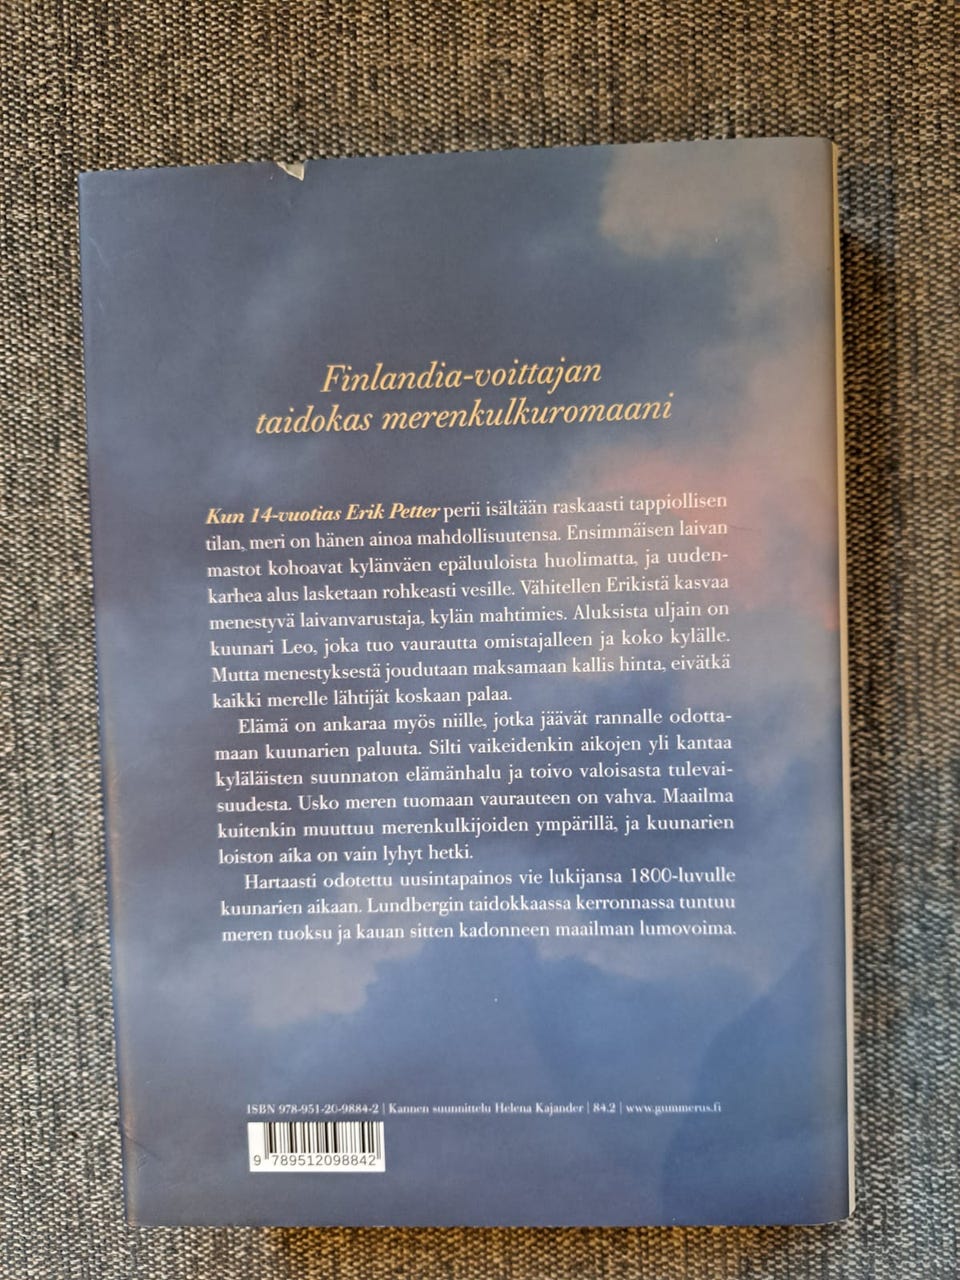 Finlandia-voittajan
taidokas merenkulkuromaani
Kun 14-vuotias Erik Petter perii isältään raskaasti tappiollisen
tilan, meri on hänen ainoa mahdollisuutensa. Ensimmäisen laivan
mastot kohoavat kylänväen epäluuloista huolimatta, ja uuden-
karhea alus lasketaan rohkeasti vesille. Vähitellen Erikistä kasvaa
menestyvä laivanvarustaja, kylän mahtimies. Aluksista uljain on
kuunari Leo, joka tuo vaurautta omistajalleen ja koko kylälle.
Mutta menestyksestä joudutaan maksamaan kallis hinta, eivätkä
kaikki merelle lähtijät koskaan palaa.
Elämä on ankaraa myös niille, jotka jäävät rannalle odotta-
maan kuunarien paluuta. Silti vaikeidenkin aikojen yli kantaa
kyläläisten suunnaton elämänhalu ja toivo valoisasta tulevai-
suudesta. Usko meren tuomaan vaurauteen on vahva. Maailma
kuitenkin muuttuu merenkulkijoiden ympärillä, ja kuunarien
loiston aika on vain lyhyt hetki.
Hartaasti odotettu uusintapainos vie lukijansa 1800-luvulle
kuunarien aikaan. Lundbergin taidokkaassa kerronnassa tuntuu
meren tuoksu ja kauan sitten kadonneen maailman lumovoima.
ISBN 978-951-20-9884-2 | Kannen suunnittelu Helena Kajander | 84.2 | www.gummerus.fi
9 789512 098842